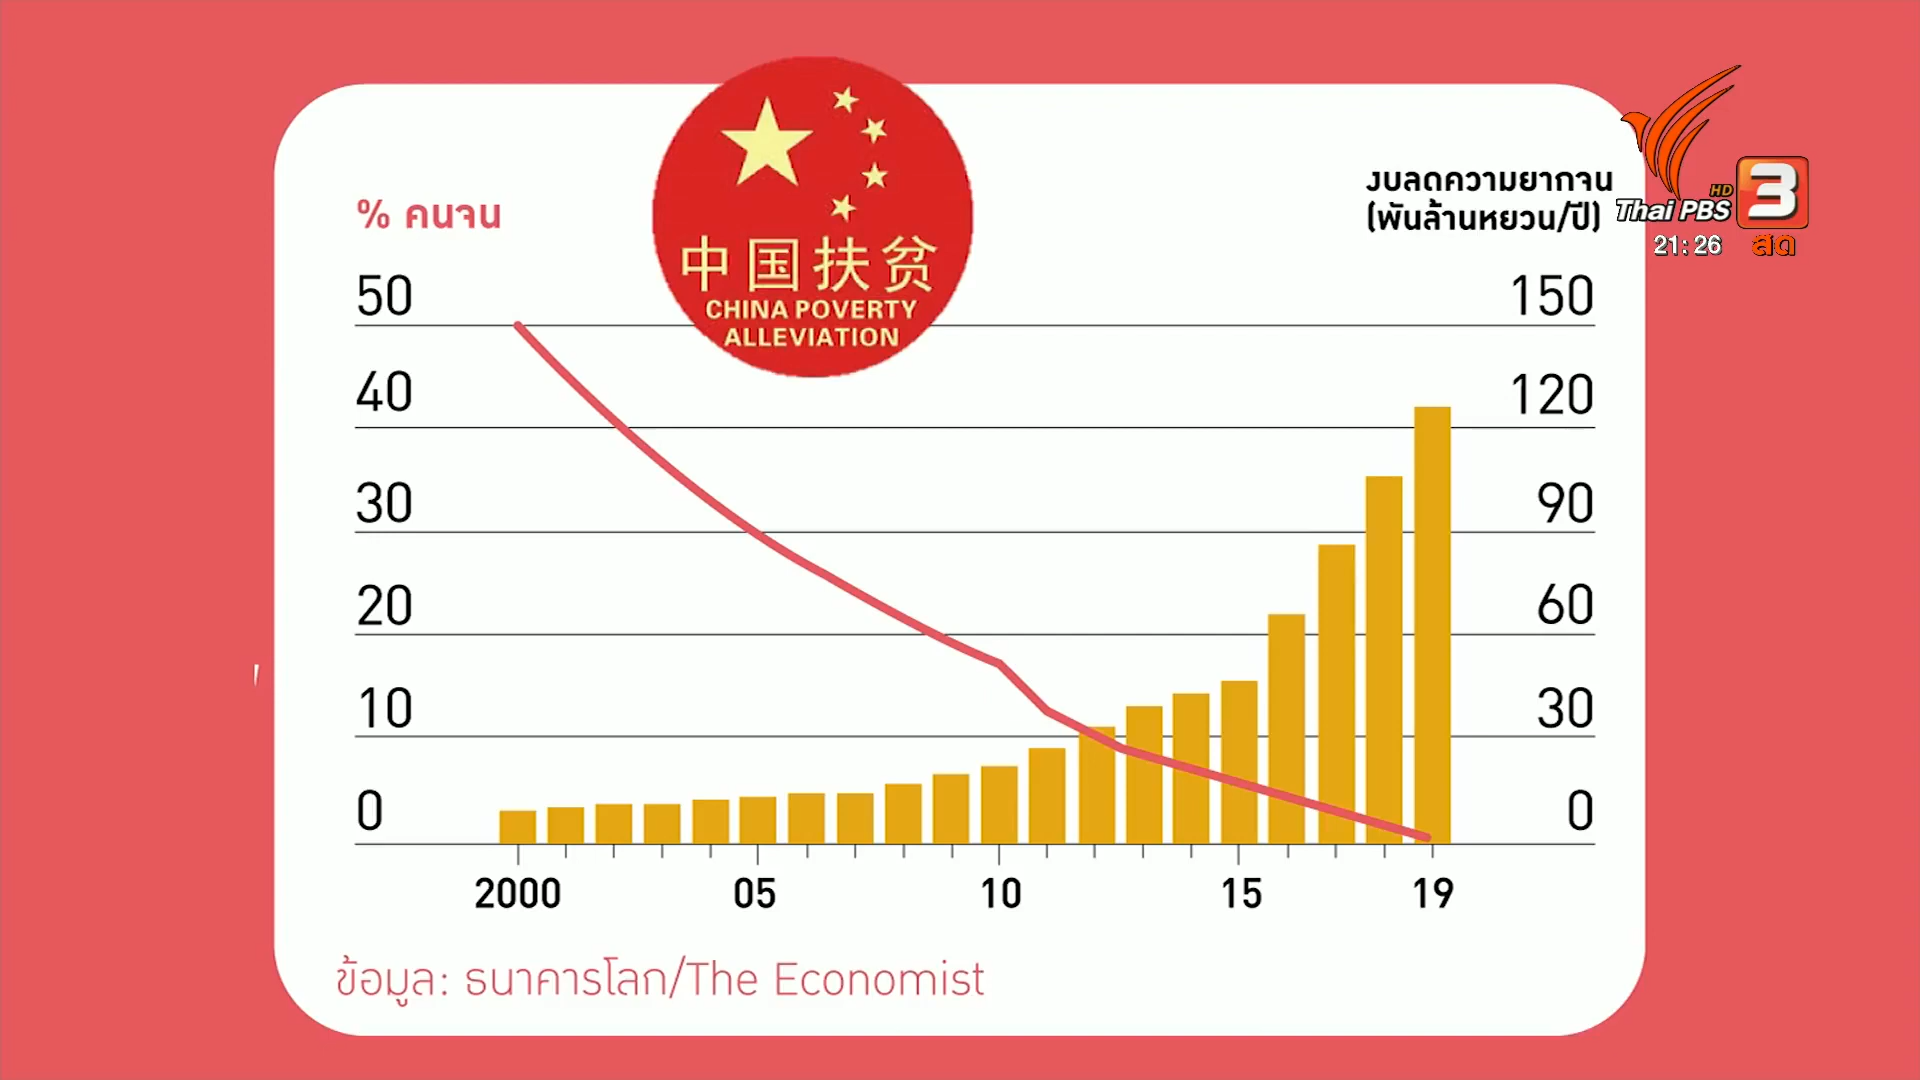 中国扶贫
CHINA POVERTY
ALLEVIATION
% คนจน
งบลดความยากจน
(พันล้านหยวน/ปี)
HD
Thai PBS
3
21:26
สด
50
150
40
120
30
90
20
60
10
30
0
0
2000
05
10
15
19
ข้อมูล: ธนาคารโลก/The Economist